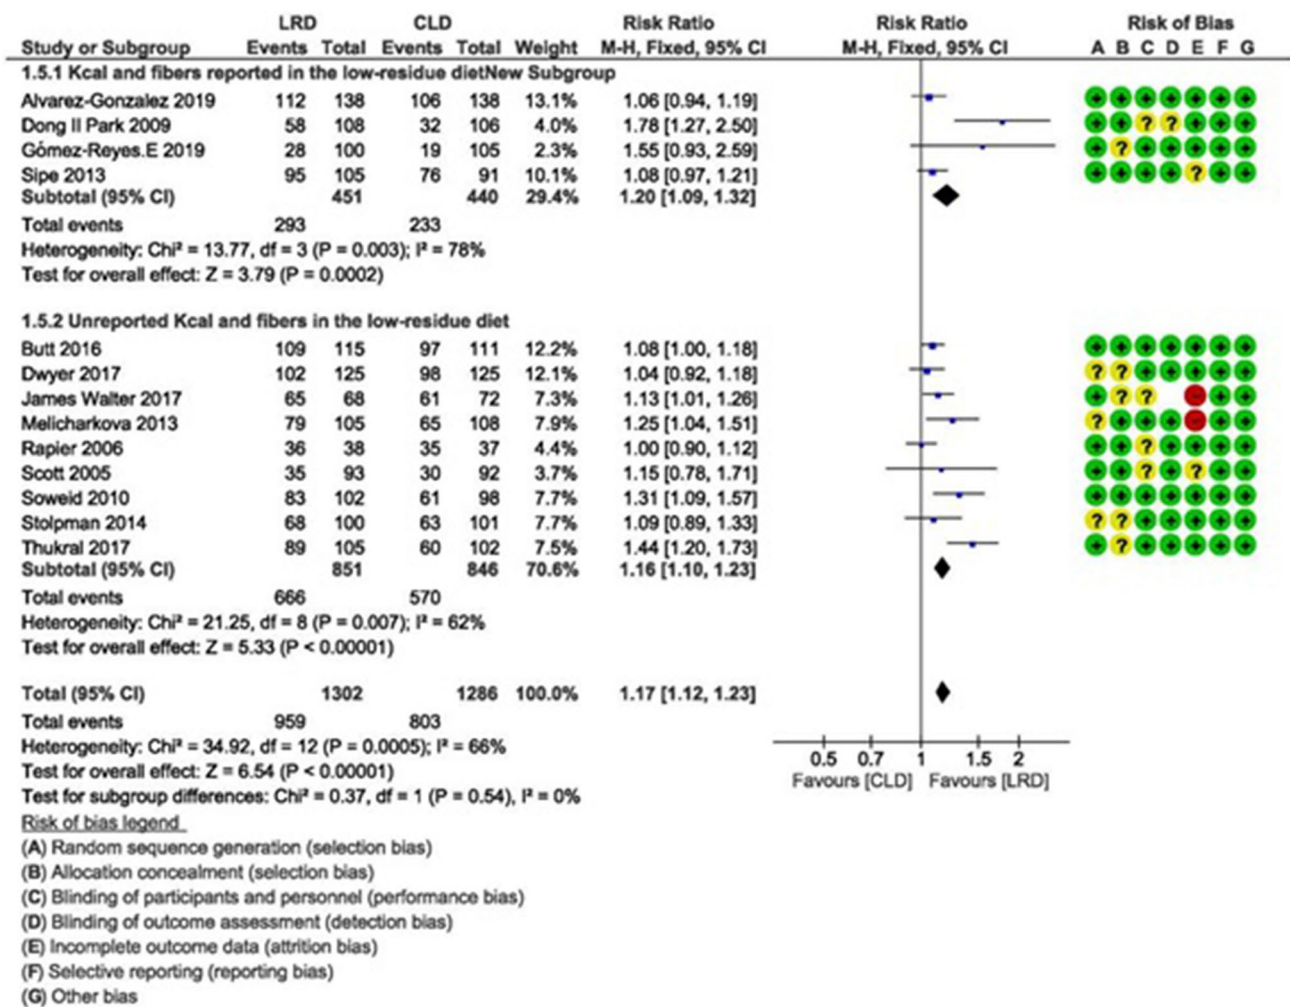 LRD CLD Risk Ratio Risk Ratio Risk of Bias
Study or Subgroup Events Total Events Total Weight M-H, Fixed, 95% CI M-H, Fixed, 95% CI A B C D E F G
1.5.1 Kcal and fibers reported in the low-residue dietNew Subgroup
Alvarez-Gonzalez 2019 112 138 106 138 13.1% 1.06 [0.94, 1.19] + + + + + + +
Dong Il Park 2009 58 108 32 106 4.0% 1.78 [1.27, 2.50] + + ? ? + + +
Gómez-Reyes.E 2019 28 100 19 105 2.3% 1.55 [0.93, 2.59] + ? + + + + +
Sipe 2013 95 105 76 91 10.1% 1.08 [0.97, 1.21] + + + + ? + +
Subtotal (95% CI) 451 440 29.4% 1.20 [1.09, 1.32]
Total events 293 233
Heterogeneity: Chi² = 13.77, df = 3 (P = 0.003); I² = 78%
Test for overall effect: Z = 3.79 (P = 0.0002)
1.5.2 Unreported Kcal and fibers in the low-residue diet
Butt 2016 109 115 97 111 12.2% 1.08 [1.00, 1.18] + + + + + + +
Dwyer 2017 102 125 98 125 12.1% 1.04 [0.92, 1.18] ? ? + + + + +
James Walter 2017 65 68 61 72 7.3% 1.13 [1.01, 1.26] + ? ? - + +
Melicharkova 2013 79 105 65 108 7.9% 1.25 [1.04, 1.51] ? + + + - + +
Rapier 2006 36 38 35 37 4.4% 1.00 [0.90, 1.12] + + ? + + + +
Scott 2005 35 93 30 92 3.7% 1.15 [0.78, 1.71] + + ? + ? + +
Soweid 2010 83 102 61 98 7.7% 1.31 [1.09, 1.57] + + + + + + +
Stolpman 2014 68 100 63 101 7.7% 1.09 [0.89, 1.33] ? ? + + + + +
Thukral 2017 89 105 60 102 7.5% 1.44 [1.20, 1.73] + ? + + + + +
Subtotal (95% CI) 851 846 70.6% 1.16 [1.10, 1.23]
Total events 666 570
Heterogeneity: Chi² = 21.25, df = 8 (P = 0.007); I² = 62%
Test for overall effect: Z = 5.33 (P < 0.00001)
Total (95% CI) 1302 1286 100.0% 1.17 [1.12, 1.23]
Total events 959 803
Heterogeneity: Chi² = 34.92, df = 12 (P = 0.0005); I² = 66%
Test for overall effect: Z = 6.54 (P < 0.00001)
Test for subgroup differences: Chi² = 0.37, df = 1 (P = 0.54), I² = 0%
0.5 0.7 1 1.5 2
Favours [CLD] Favours [LRD]
Risk of bias legend
(A) Random sequence generation (selection bias)
(B) Allocation concealment (selection bias)
(C) Blinding of participants and personnel (performance bias)
(D) Blinding of outcome assessment (detection bias)
(E) Incomplete outcome data (attrition bias)
(F) Selective reporting (reporting bias)
(G) Other bias